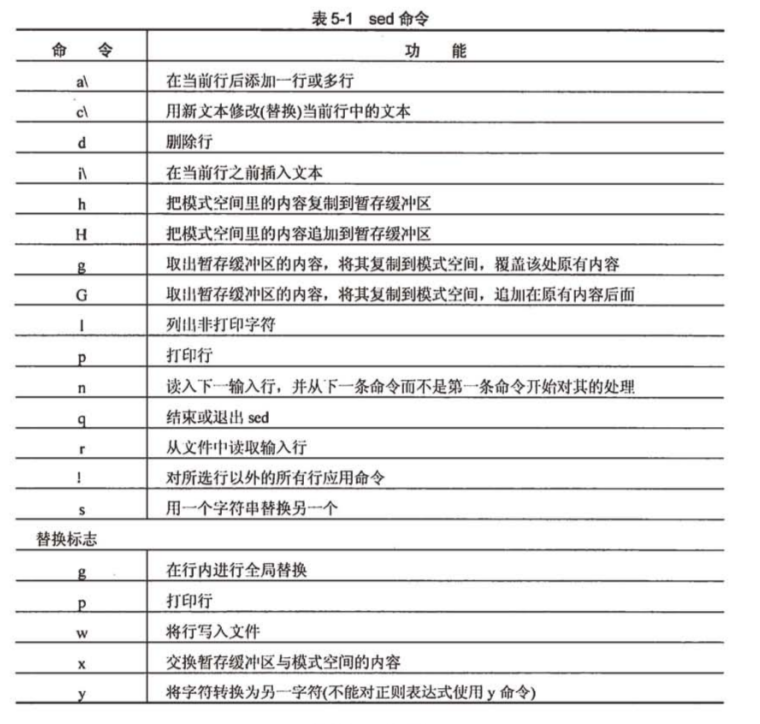 表 5-1 sed 命令
命 令 功 能
a\ 在当前行后添加一行或多行
c\ 用新文本修改(替换)当前行中的文本
d 删除行
i\ 在当前行之前插入文本
h 把模式空间里的内容复制到暂存缓冲区
H 把模式空间里的内容追加到暂存缓冲区
g 取出暂存缓冲区的内容，将其复制到模式空间，覆盖该处原有内容
G 取出暂存缓冲区的内容，将其复制到模式空间，追加在原有内容后面
l 列出非打印字符
p 打印行
n 读入下一输入行，并从下一条命令而不是第一条命令开始对其的处理
q 结束或退出 sed
r 从文件中读取输入行
! 对所选行以外的所有行应用命令
s 用一个字符串替换另一个
替换标志
g 在行内进行全局替换
p 打印行
w 将行写入文件
x 交换暂存缓冲区与模式空间的内容
y 将字符转换为另一字符(不能对正则表达式使用 y 命令)